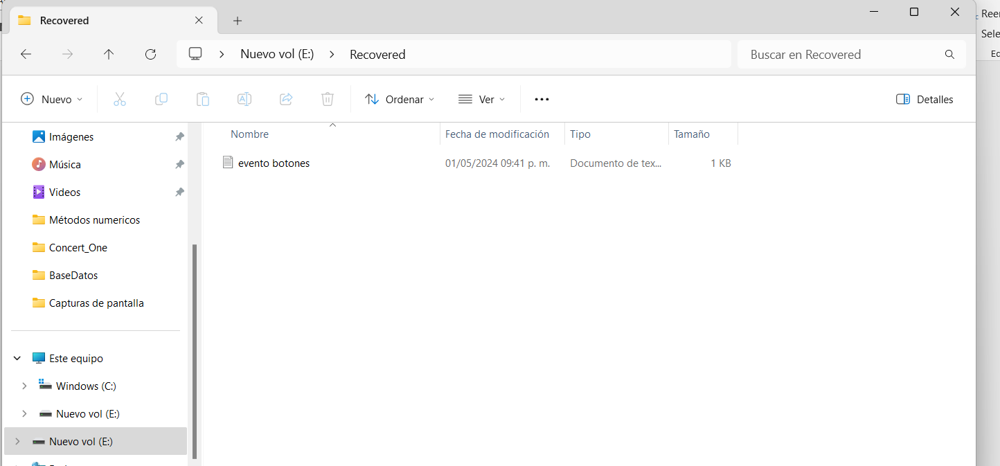 Recovered
Reen
Sele
Ed
Nuevo vol (E:) > Recovered
Buscar en Recovered
Nuevo
Ordenar
Ver
Detalles
Imágenes
Música
Videos
Métodos numericos
Concert_One
BaseDatos
Capturas de pantalla
Este equipo
Windows (C:)
Nuevo vol (E:)
Nuevo vol (E:)
Nombre Fecha de modificación Tipo Tamaño
evento botones 01/05/2024 09:41 p. m. Documento de tex... 1 KB